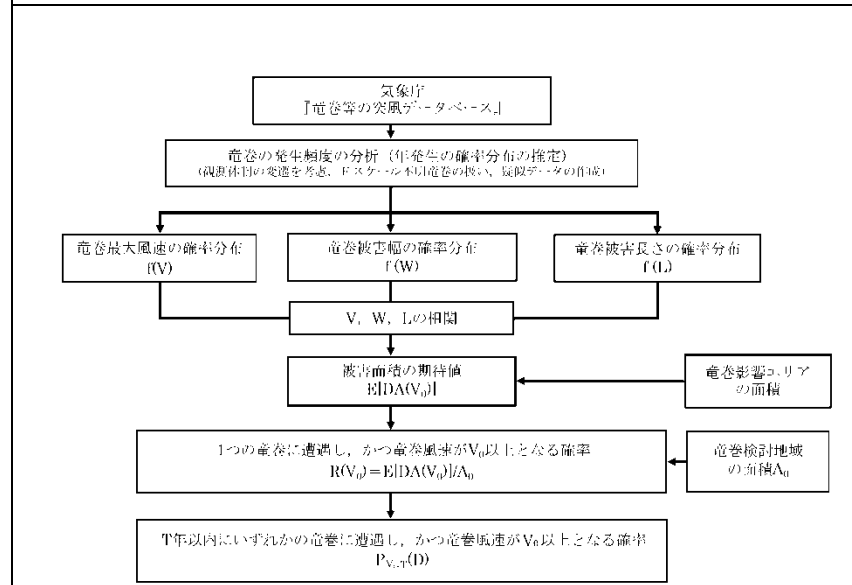 気象庁
『竜巻等の突風データベース』
竜巻の発生頻度の分析（年発生の確率分布の推定）
(観測体制の変遷を考慮、Fスケール不明竜巻の扱い，疑似データの作成)
竜巻最大風速の確率分布
f(V)
竜巻被害幅の確率分布
f(W)
竜巻被害長さの確率分布
f(L)
V，W，Lの相関
被害面積の期待値
E[DA(V₀)]
竜巻影響エリア
の面積
1つの竜巻に遭遇し，かつ竜巻風速がV₀以上となる確率
R(V₀)＝E[DA(V₀)]/A₀
竜巻検討地域
の面積A₀
T年以内にいずれかの竜巻に遭遇し，かつ竜巻風速がV₀以上となる確率
P_{V₀,T}(D)